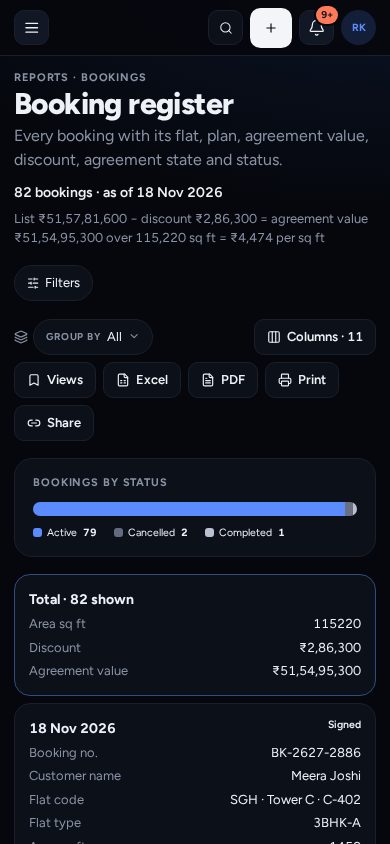 9+
RK
REPORTS · BOOKINGS
Booking register
Every booking with its flat, plan, agreement value,
discount, agreement state and status.
82 bookings · as of 18 Nov 2026
List ₹51,57,81,600 − discount ₹2,86,300 = agreement value
₹51,54,95,300 over 115,220 sq ft = ₹4,474 per sq ft
Filters
GROUP BY All
Columns · 11
Views Excel PDF Print
Share
BOOKINGS BY STATUS
Active 79 Cancelled 2 Completed 1
Total · 82 shown
Area sq ft 115220
Discount ₹2,86,300
Agreement value ₹51,54,95,300
18 Nov 2026 Signed
Booking no. BK-2627-2886
Customer name Meera Joshi
Flat code SGH · Tower C · C-402
Flat type 3BHK-A